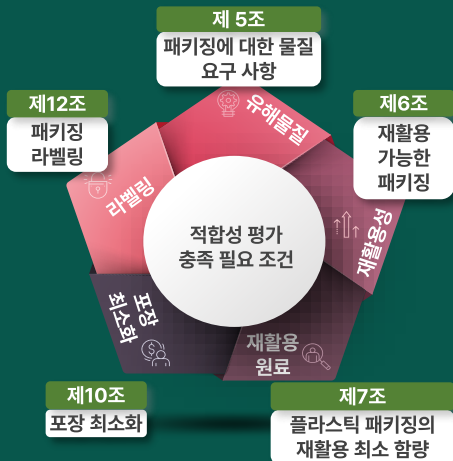 제 5조
패키징에 대한 물질
요구 사항
제12조
패키징
라벨링
제6조
재활용
가능한
패키징
유해물질
라벨링
재활용성
적합성 평가
충족 필요 조건
포장
최소화
재활용
원료
제10조
포장 최소화
제7조
플라스틱 패키징의
재활용 최소 함량